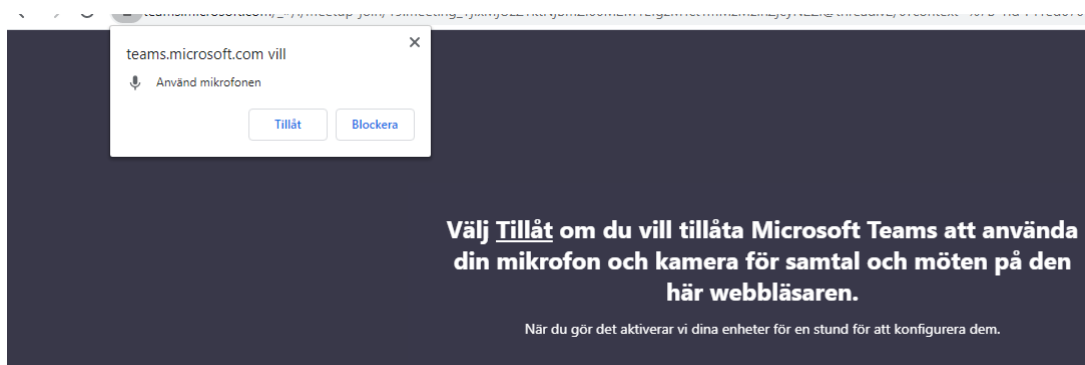 teams.microsoft.com vill
Använd mikrofonen
Tillåt
Blockera
Välj Tillåt om du vill tillåta Microsoft Teams att använda
din mikrofon och kamera för samtal och möten på den
här webbläsaren.
När du gör det aktiverar vi dina enheter för en stund för att konfigurera dem.